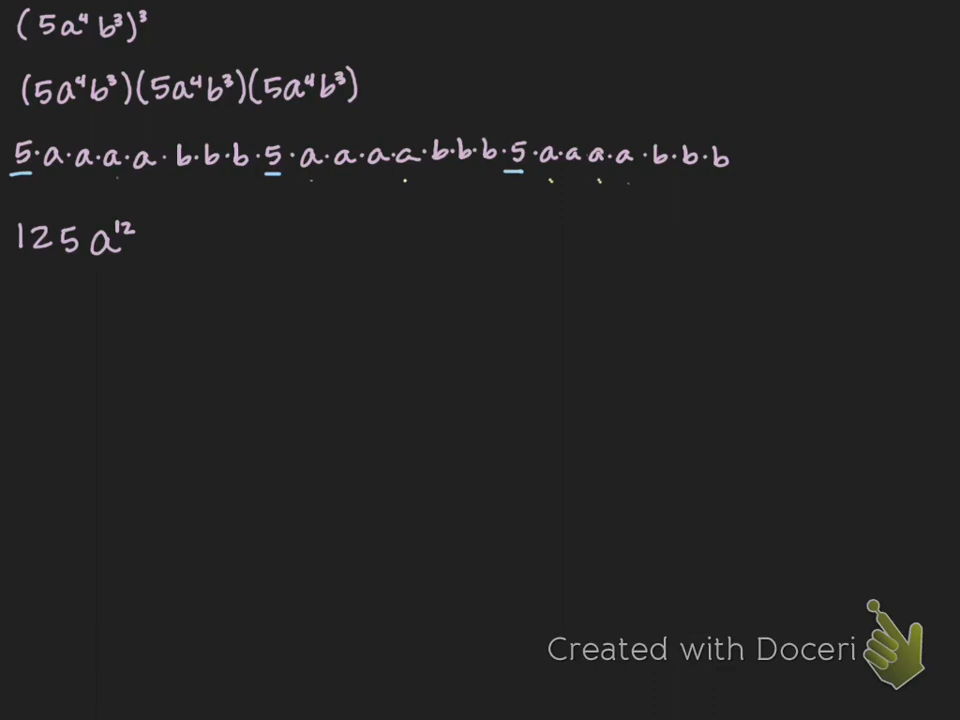 (5a⁴b³)³
(5a⁴b³)(5a⁴b³)(5a⁴b³)
5·a·a·a·a·b·b·b·5·a·a·a·a·b·b·b·5·a·a a·a·b·b·b
125a¹²
Created with Doceri